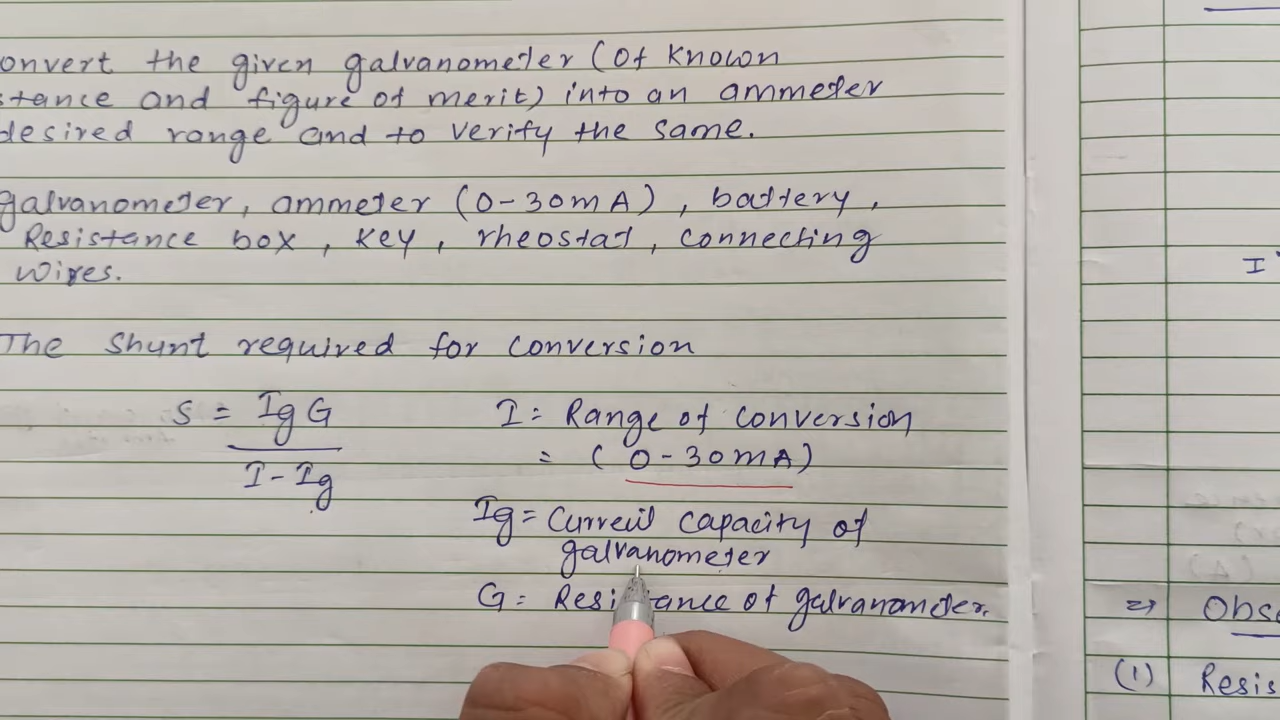 onvert the given galvanometer (Of Known
stance and figure of merit) into an ammeter
desired range and to verify the same.
galvanometer, ammeter (0-30mA), battery,
Resistance box, Key, rheostat, connecting
wires.
The Shunt required for conversion
S = IgG / I - Ig
I = Range of conversion
= (0-30mA)
Ig = Current capacity of
galvanometer
G = Resistance of galvanometer.
I
=> Obse
(1) Resis